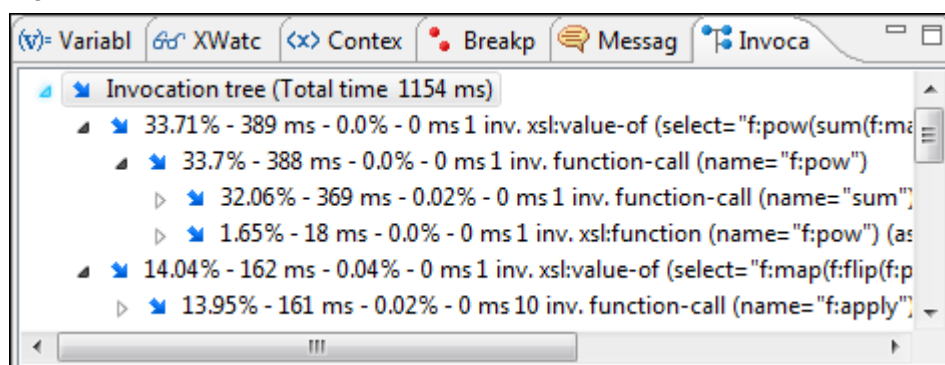 (x)= Variabl XWatc <x> Contex Breakp Messag Invoca
Invocation tree (Total time 1154 ms)
33.71% - 389 ms - 0.0% - 0 ms 1 inv. xsl:value-of (select="f:pow(sum(f:ma
33.7% - 388 ms - 0.0% - 0 ms 1 inv. function-call (name="f:pow")
32.06% - 369 ms - 0.02% - 0 ms 1 inv. function-call (name="sum")
1.65% - 18 ms - 0.0% - 0 ms 1 inv. xsl:function (name="f:pow") (as
14.04% - 162 ms - 0.04% - 0 ms 1 inv. xsl:value-of (select="f:map(f:flip(f:p
13.95% - 161 ms - 0.02% - 0 ms 10 inv. function-call (name="f:apply")